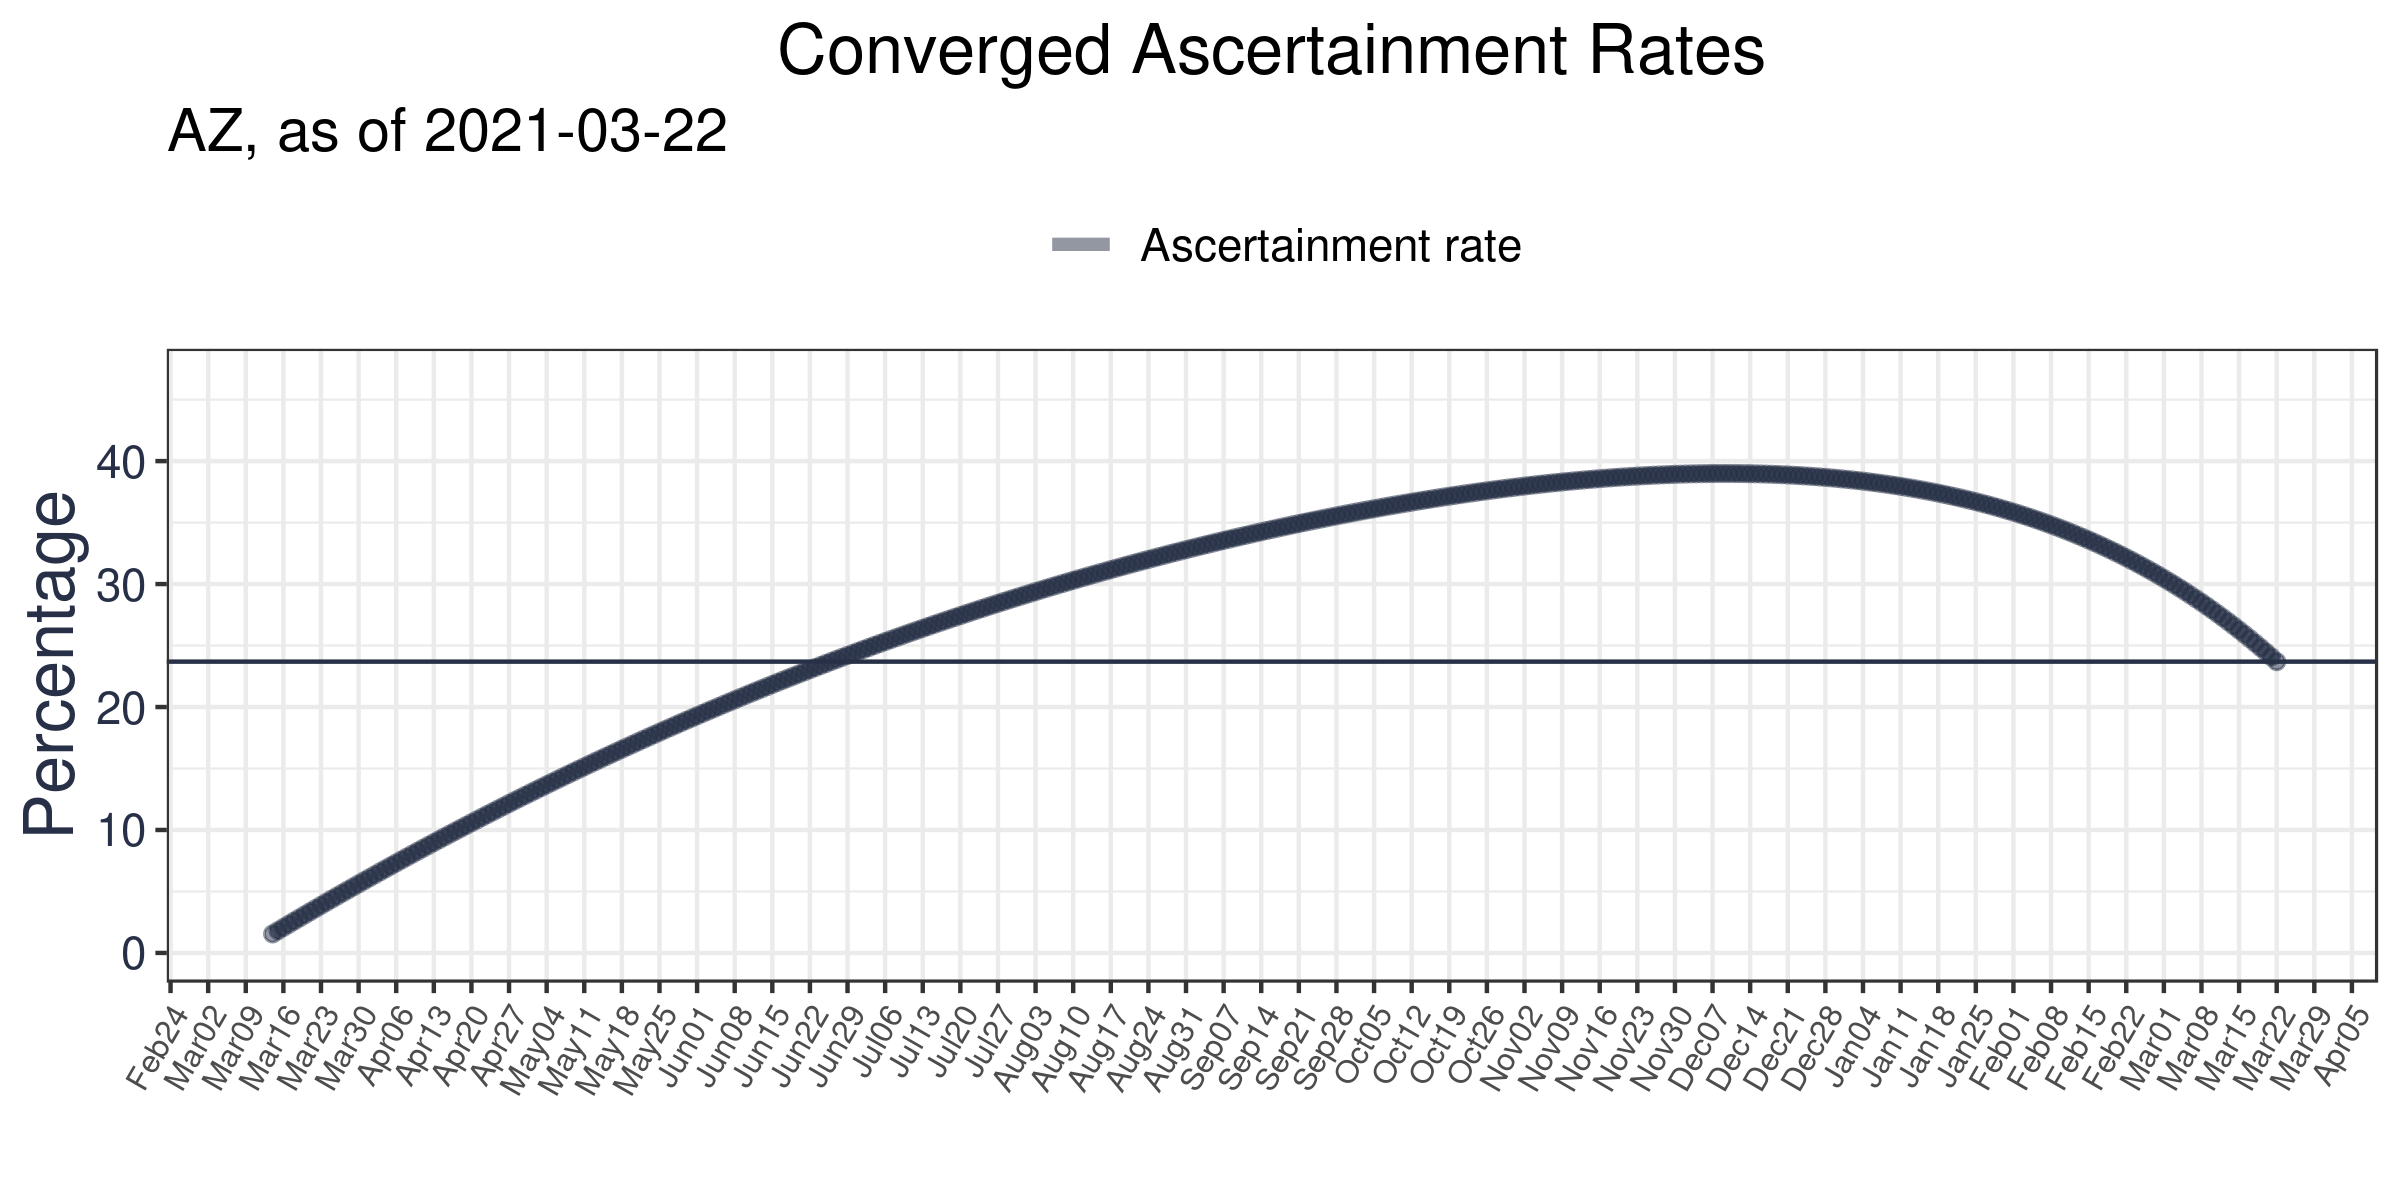 Converged Ascertainment Rates
AZ, as of 2021-03-22
Ascertainment rate
Percentage
40
30
20
10
0
Feb24
Mar02
Mar09
Mar16
Mar23
Mar30
Apr06
Apr13
Apr20
Apr27
May04
May11
May18
May25
Jun01
Jun08
Jun15
Jun22
Jun29
Jul06
Jul13
Jul20
Jul27
Aug03
Aug10
Aug17
Aug24
Aug31
Sep07
Sep14
Sep21
Sep28
Oct05
Oct12
Oct19
Oct26
Nov02
Nov09
Nov16
Nov23
Nov30
Dec07
Dec14
Dec21
Dec28
Jan04
Jan11
Jan18
Jan25
Feb01
Feb08
Feb15
Feb22
Mar01
Mar08
Mar15
Mar22
Mar29
Apr05